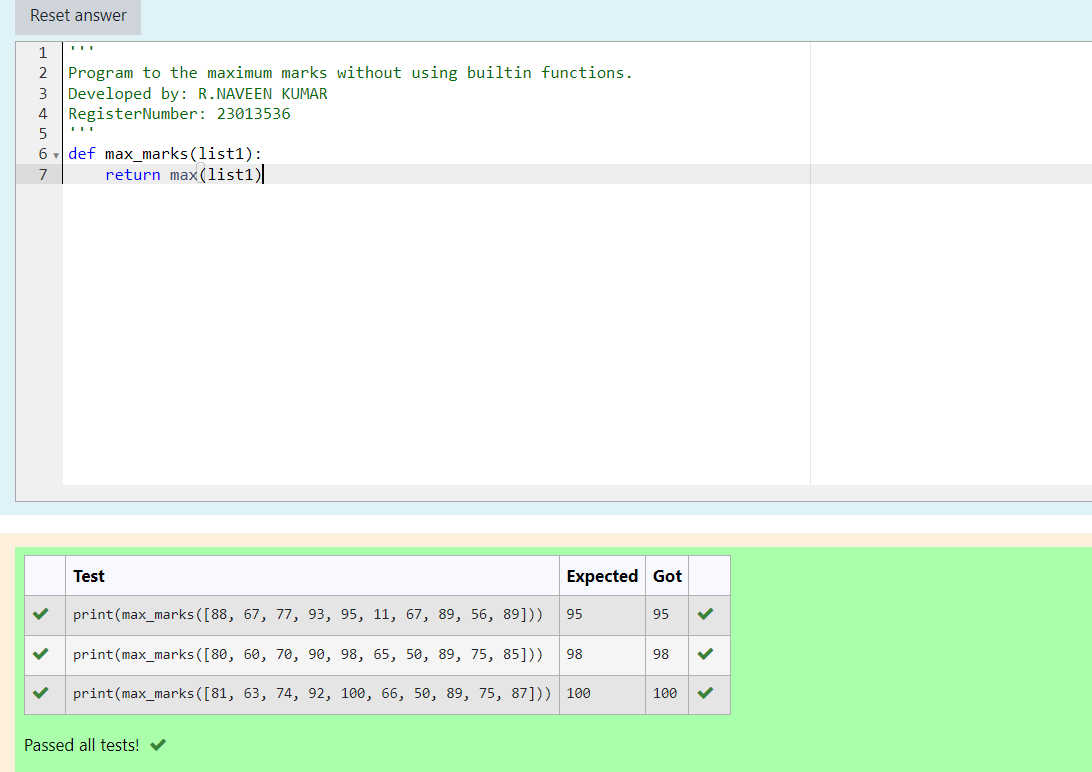 Reset answer
1 '''
2 Program to the maximum marks without using builtin functions.
3 Developed by: R.NAVEEN KUMAR
4 RegisterNumber: 23013536
5 '''
6 def max_marks(list1):
7     return max(list1)
Test Expected Got
print(max_marks([88, 67, 77, 93, 95, 11, 67, 89, 56, 89])) 95 95
print(max_marks([80, 60, 70, 90, 98, 65, 50, 89, 75, 85])) 98 98
print(max_marks([81, 63, 74, 92, 100, 66, 50, 89, 75, 87])) 100 100
Passed all tests!